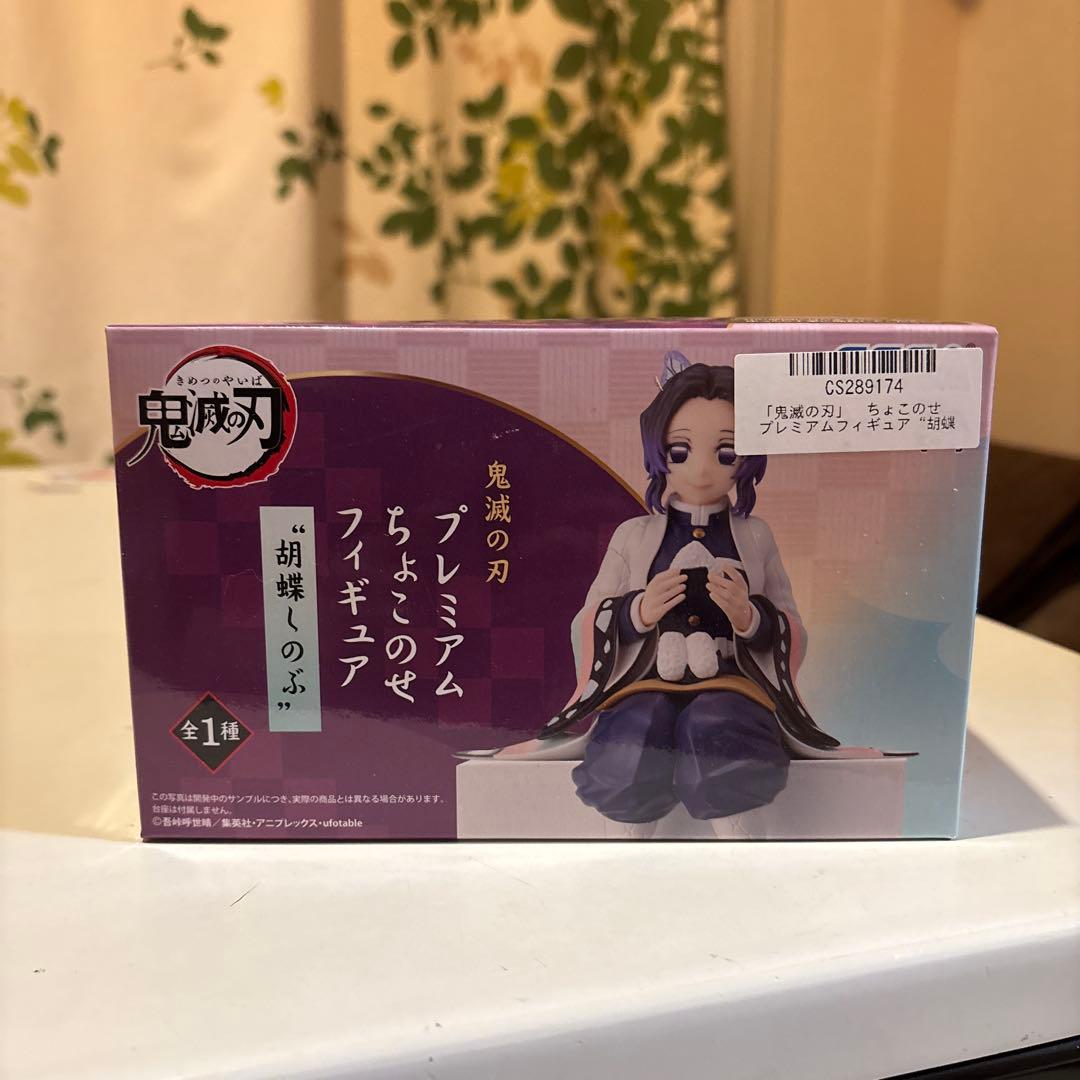 きめつのやいば
鬼滅の刃
CS289174
「鬼滅の刃」 ちょこのせ
プレミアムフィギュア“胡蝶
鬼滅の刃
プレミアム
ちょこのせ
フィギュア
“胡蝶しのぶ”
全1種
この写真は開発中のサンプルにつき、実際の商品とは異なる場合があります。
台座は付属しません。
©吾峠呼世晴／集英社・アニプレックス・ufotable